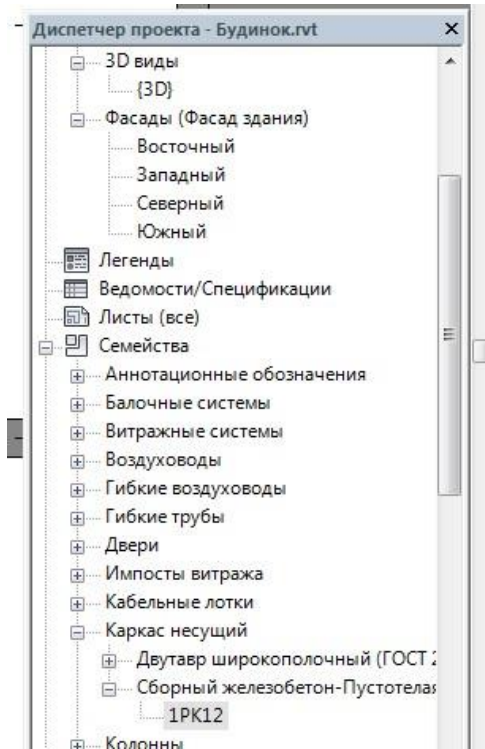 Диспетчер проекта - Будинок.rvt
3D виды
{3D}
Фасады (Фасад здания)
Восточный
Западный
Северный
Южный
Легенды
Ведомости/Спецификации
Листы (все)
Семейства
Аннотационные обозначения
Балочные системы
Витражные системы
Воздуховоды
Гибкие воздуховоды
Гибкие трубы
Двери
Импосты витража
Кабельные лотки
Каркас несущий
Двутавр широкополочный (ГОСТ 2
Сборный железобетон-Пустотелая
1PK12
Колонны